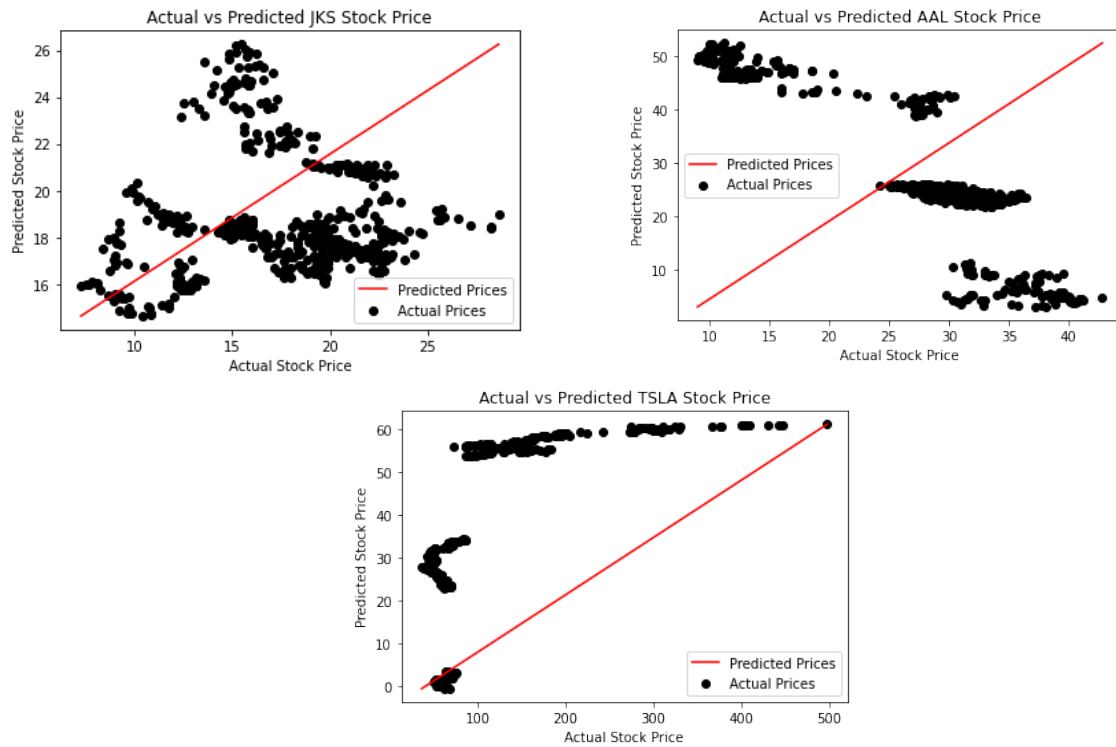 Actual vs Predicted JKS Stock Price
Predicted Stock Price
26
24
22
20
18
16
Predicted Prices
Actual Prices
10
15
20
25
Actual Stock Price
Actual vs Predicted AAL Stock Price
Predicted Stock Price
50
40
30
20
10
Predicted Prices
Actual Prices
10
15
20
25
30
35
40
Actual Stock Price
Actual vs Predicted TSLA Stock Price
Predicted Stock Price
60
50
40
30
20
10
0
Predicted Prices
Actual Prices
100
200
300
400
500
Actual Stock Price